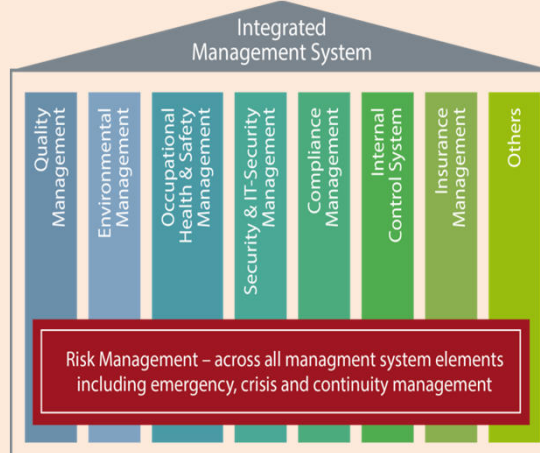 Integrated
Management System
Quality
Management
Environmental
Management
Occupational
Health & Safety
Management
Security & IT-Security
Management
Compliance
Management
Internal
Control System
Insurance
Management
Others
Risk Management – across all managment system elements
including emergency, crisis and continuity management